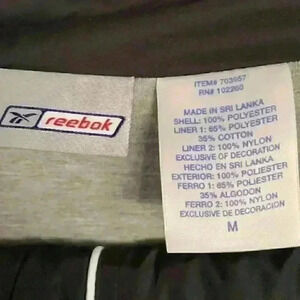 reebok
ITEM# 703957
RN# 102260
MADE IN SRI LANKA
SHELL: 100% POLYESTER
LINER 1: 65% POLYESTER
35% COTTON
LINER 2: 100% NYLON
EXCLUSIVE OF DECORATION
HECHO EN SRI LANKA
EXTERIOR: 100% POLIESTER
FERRO 1: 65% POLIESTER
35% ALGODON
FERRO 2: 100% NYLON
EXCLUSIVE DE DECORACION
M